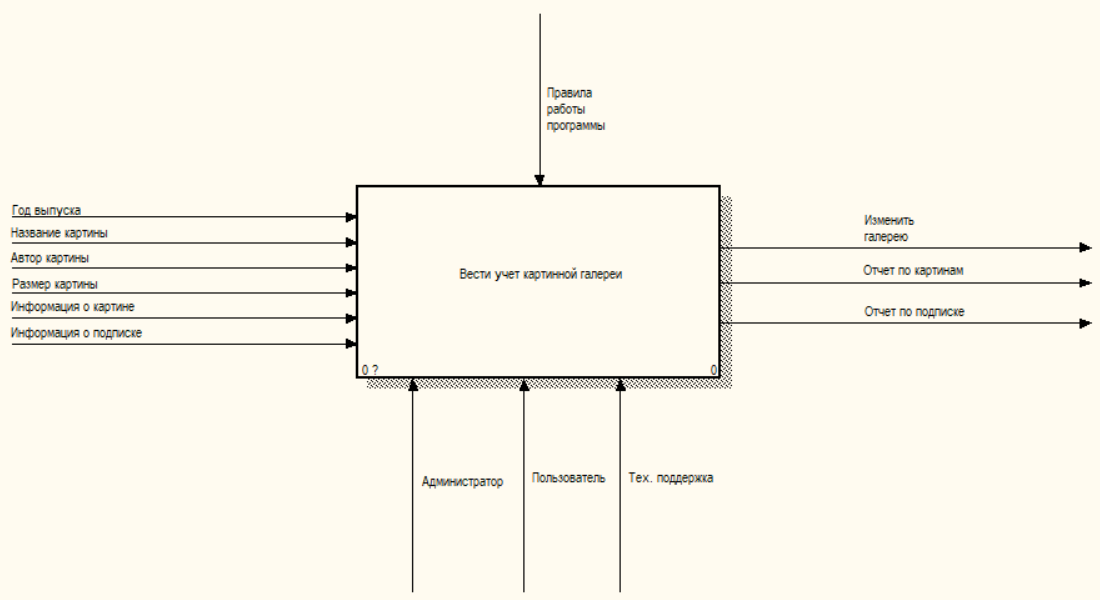 Правила
работы
программы
Год выпуска
Название картины
Автор картины
Размер картины
Информация о картине
Информация о подписке
Вести учет картинной галереи
0 ?
0
Изменить
галерею
Отчет по картинам
Отчет по подписке
Администратор
Пользователь
Тех. поддержка